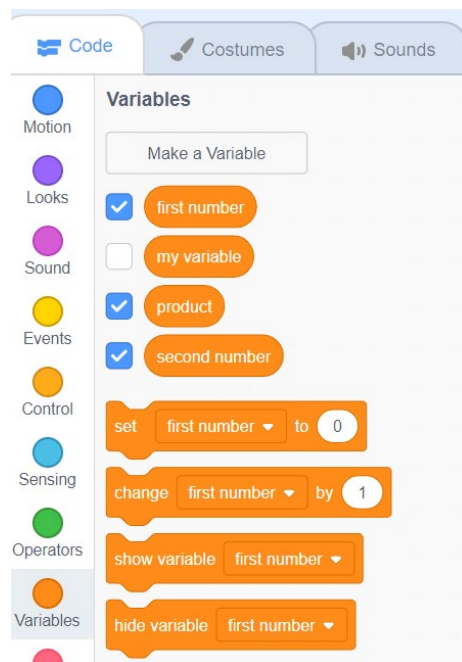 Code Costumes Sounds
Motion
Looks
Sound
Events
Control
Sensing
Operators
Variables
Variables
Make a Variable
first number
my variable
product
second number
set first number to 0
change first number by 1
show variable first number
hide variable first number